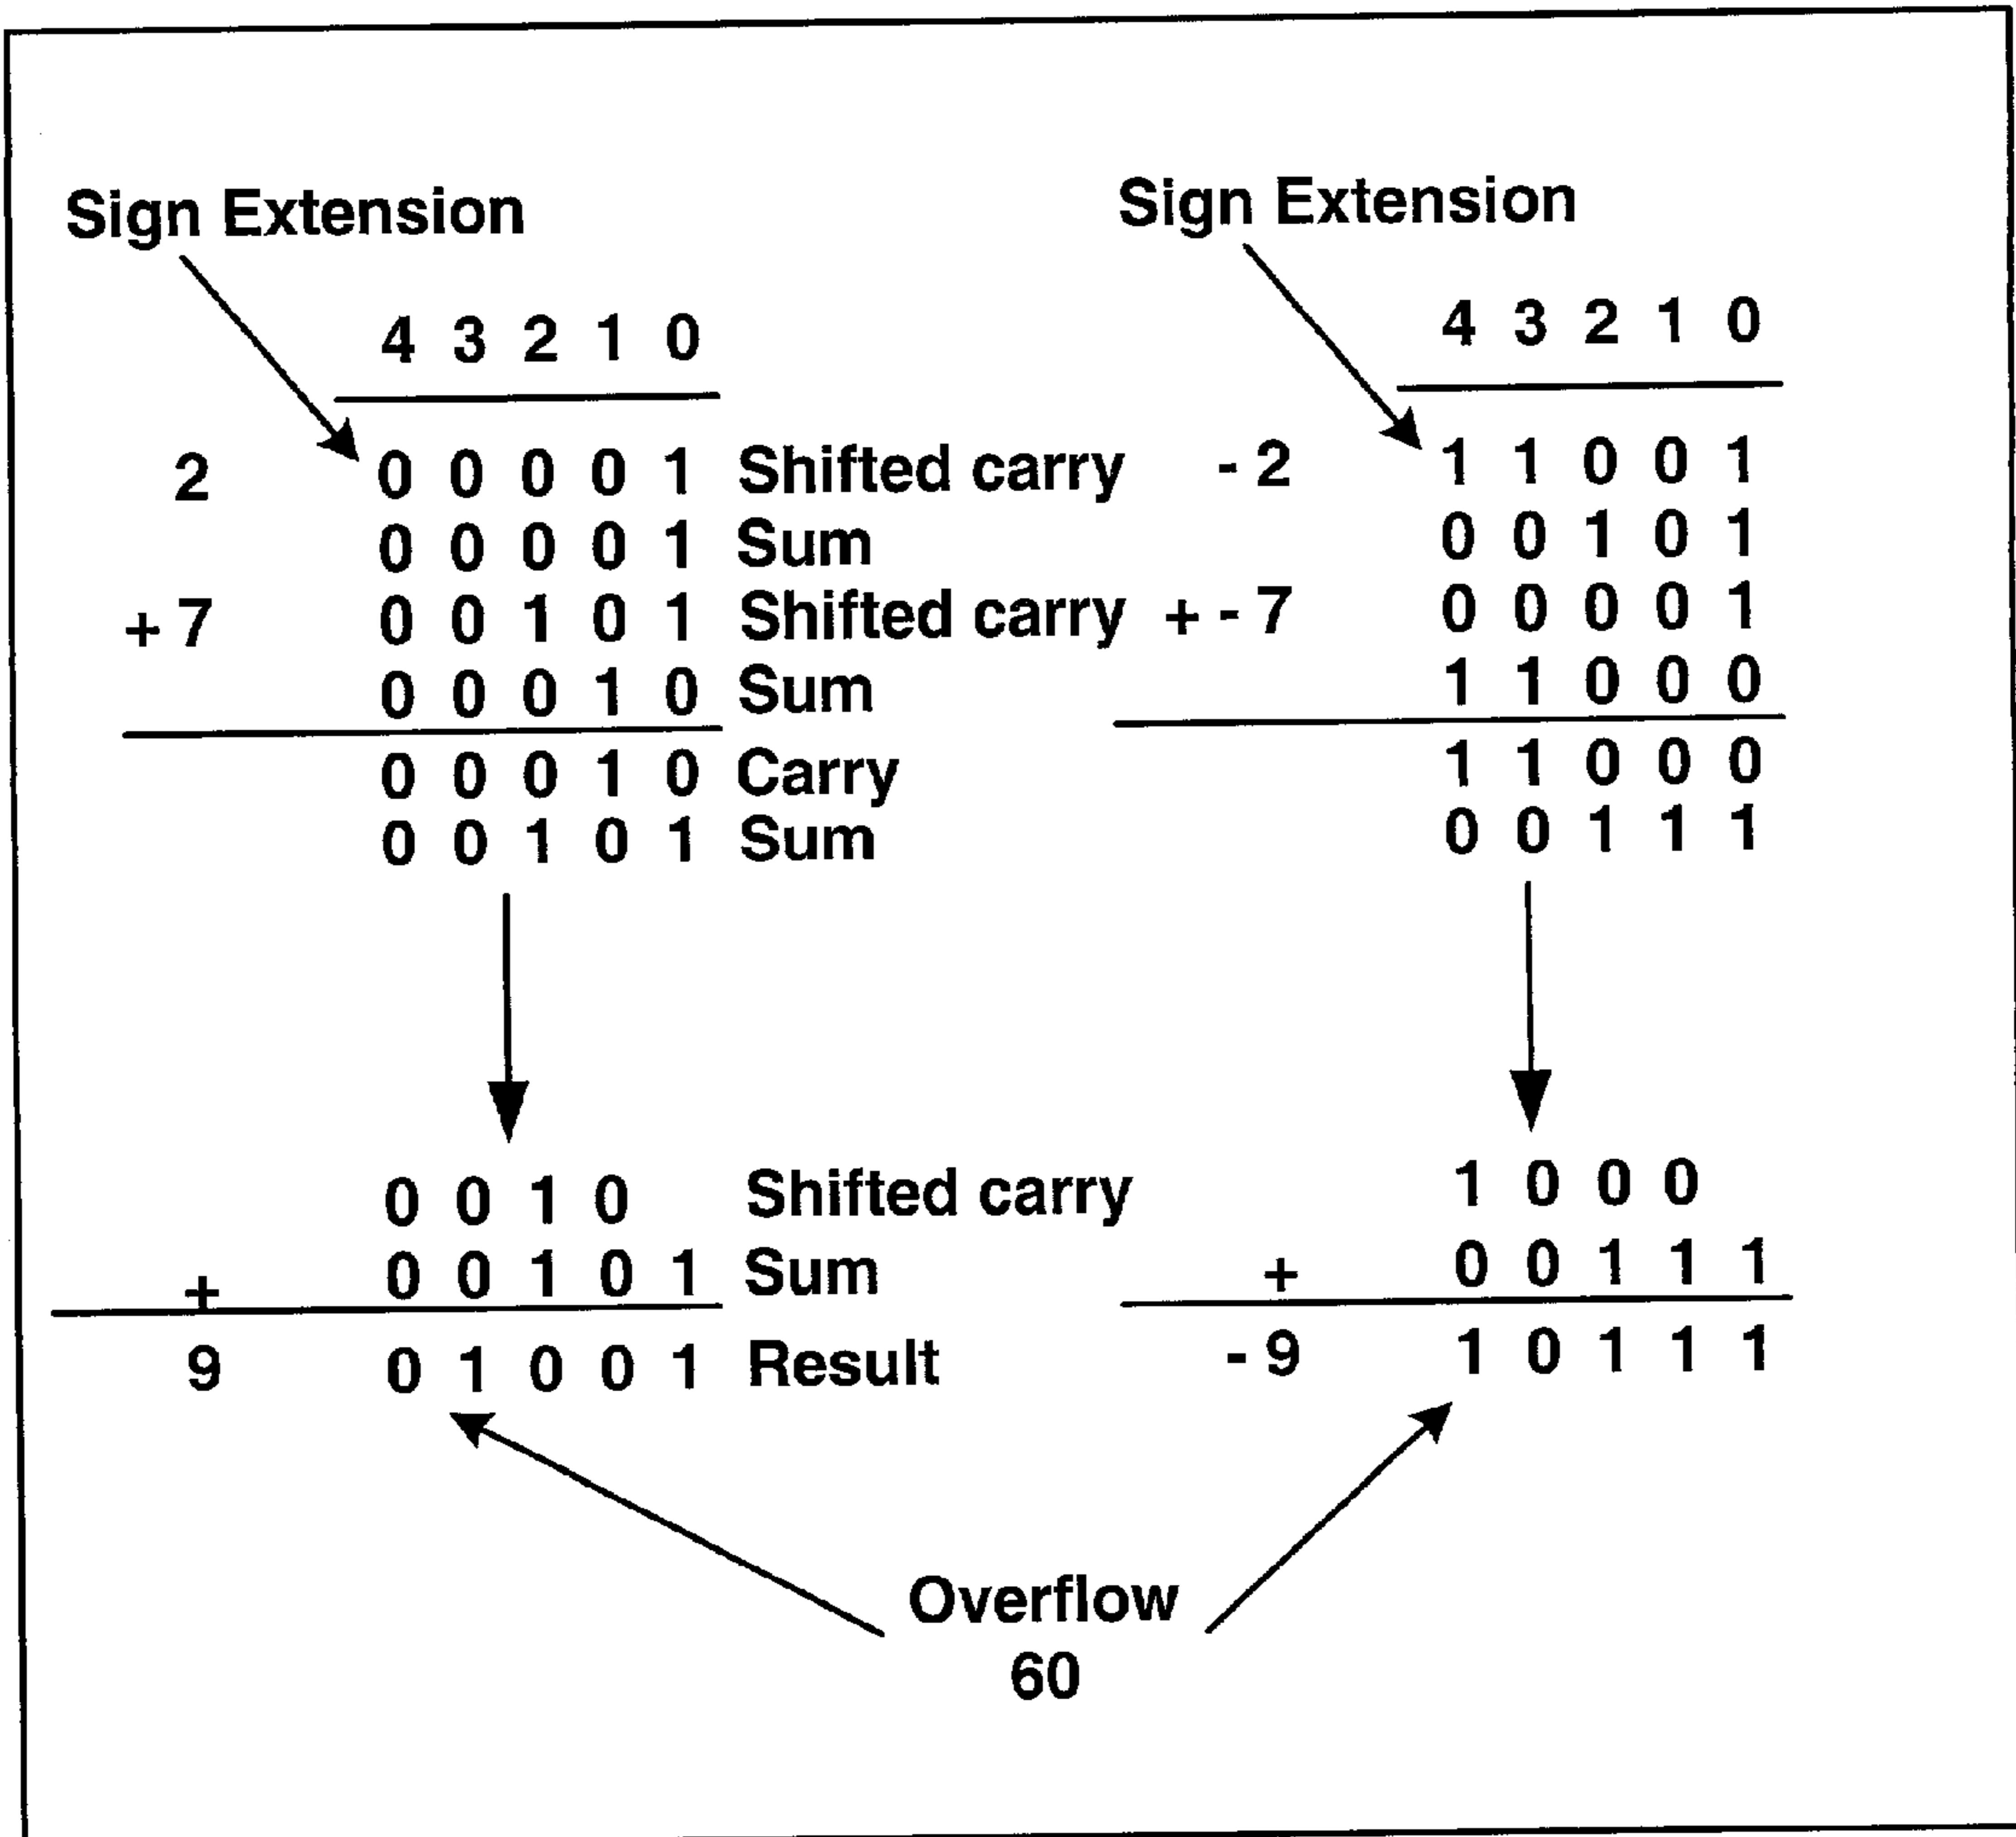 Sign Extension Sign Extension
4 3 2 1 0 4 3 2 1 0
2 0 0 0 0 1 Shifted carry - 2 1 1 0 0 1
0 0 0 0 1 Sum 0 0 1 0 1
+ 7 0 0 1 0 1 Shifted carry + - 7 0 0 0 0 1
0 0 0 1 0 Sum 1 1 0 0 0
0 0 0 1 0 Carry 1 1 0 0 0
0 0 1 0 1 Sum 0 0 1 1 1
0 0 1 0 Shifted carry 1 0 0 0
+ 0 0 1 0 1 Sum + 0 0 1 1 1
9 0 1 0 0 1 Result - 9 1 0 1 1 1
Overflow
60